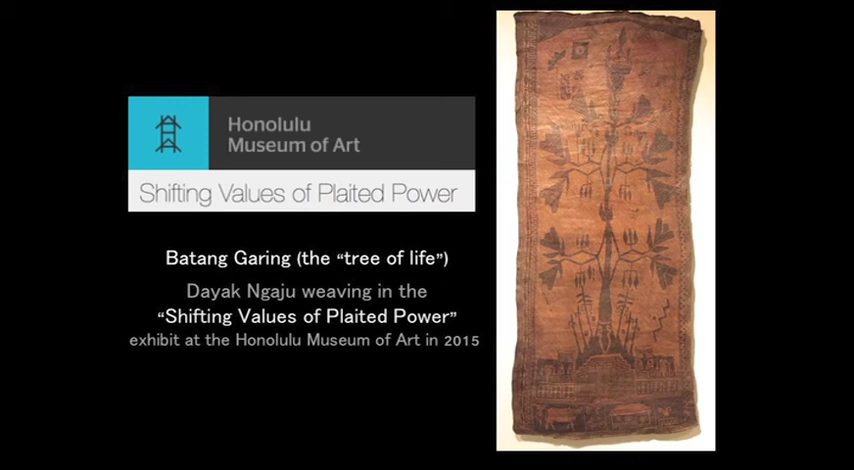 Honolulu
Museum of Art
Shifting Values of Plaited Power
Batang Garing (the “tree of life”)
Dayak Ngaju weaving in the
“Shifting Values of Plaited Power”
exhibit at the Honolulu Museum of Art in 2015